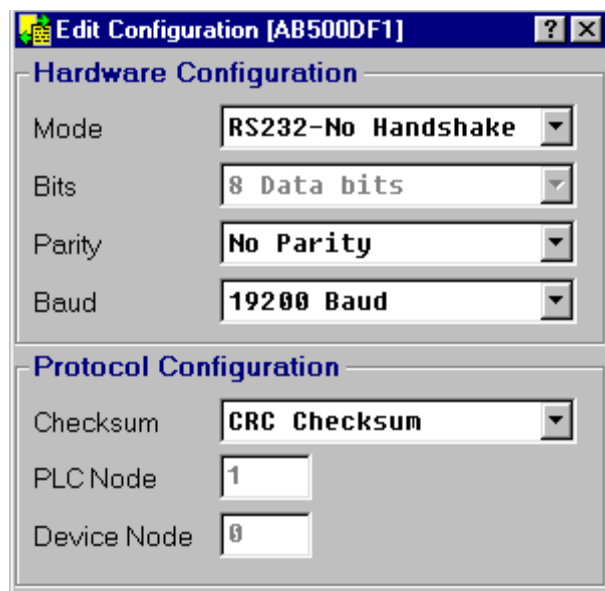 Edit Configuration [AB500DF1] ? X
Hardware Configuration
Mode RS232-No Handshake
Bits 8 Data bits
Parity No Parity
Baud 19200 Baud
Protocol Configuration
Checksum CRC Checksum
PLC Node 1
Device Node 0